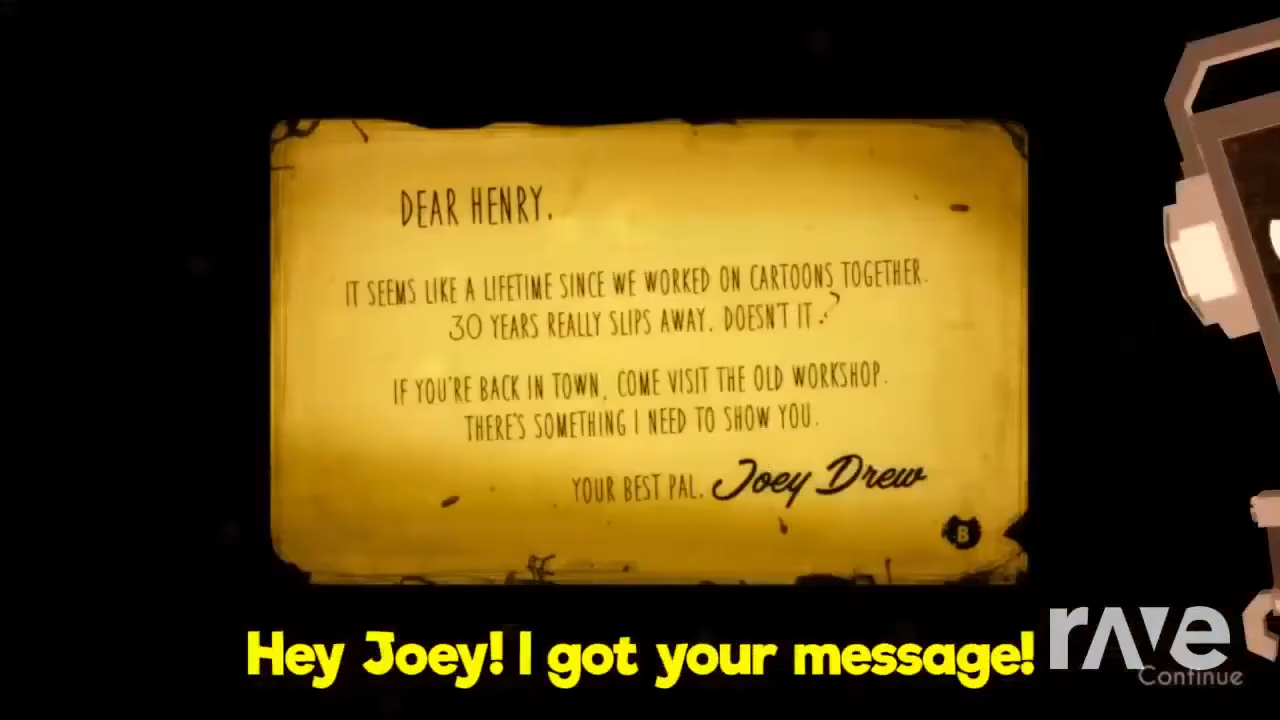 DEAR HENRY,
IT SEEMS LIKE A LIFETIME SINCE WE WORKED ON CARTOONS TOGETHER.
30 YEARS REALLY SLIPS AWAY, DOESN'T IT?
IF YOU'RE BACK IN TOWN, COME VISIT THE OLD WORKSHOP.
THERE'S SOMETHING I NEED TO SHOW YOU.
YOUR BEST PAL, Joey Drew
B
Hey Joey! I got your message!
rave
Continue